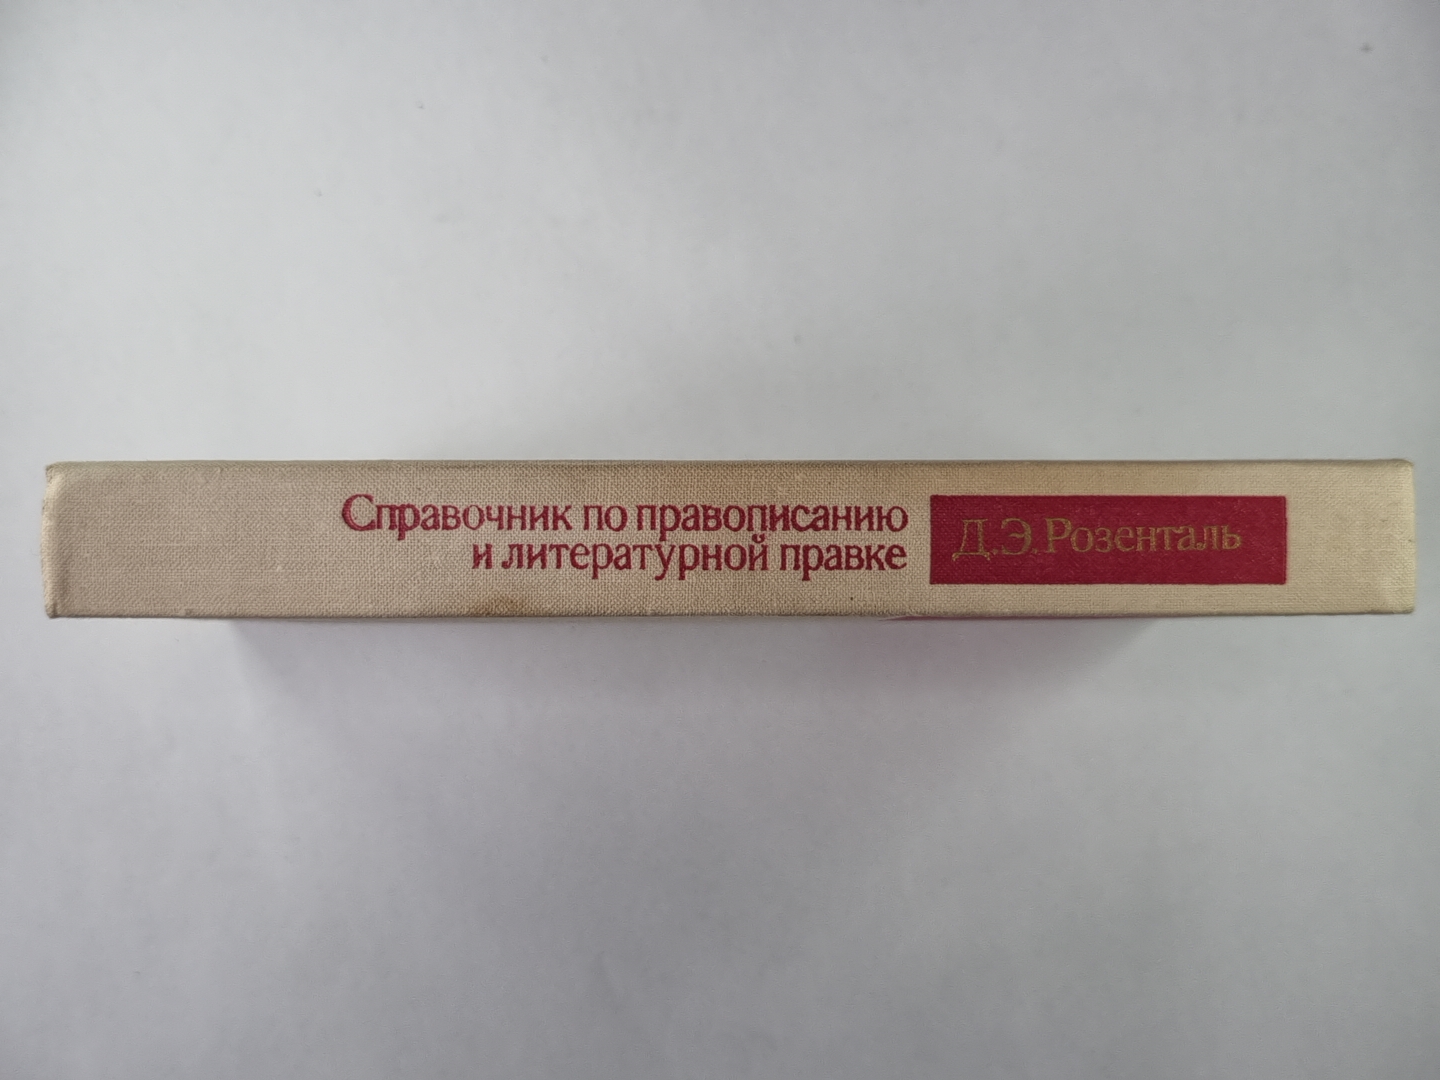 Справочник по правописанию
и литературной правке
Д.Э.Розенталь